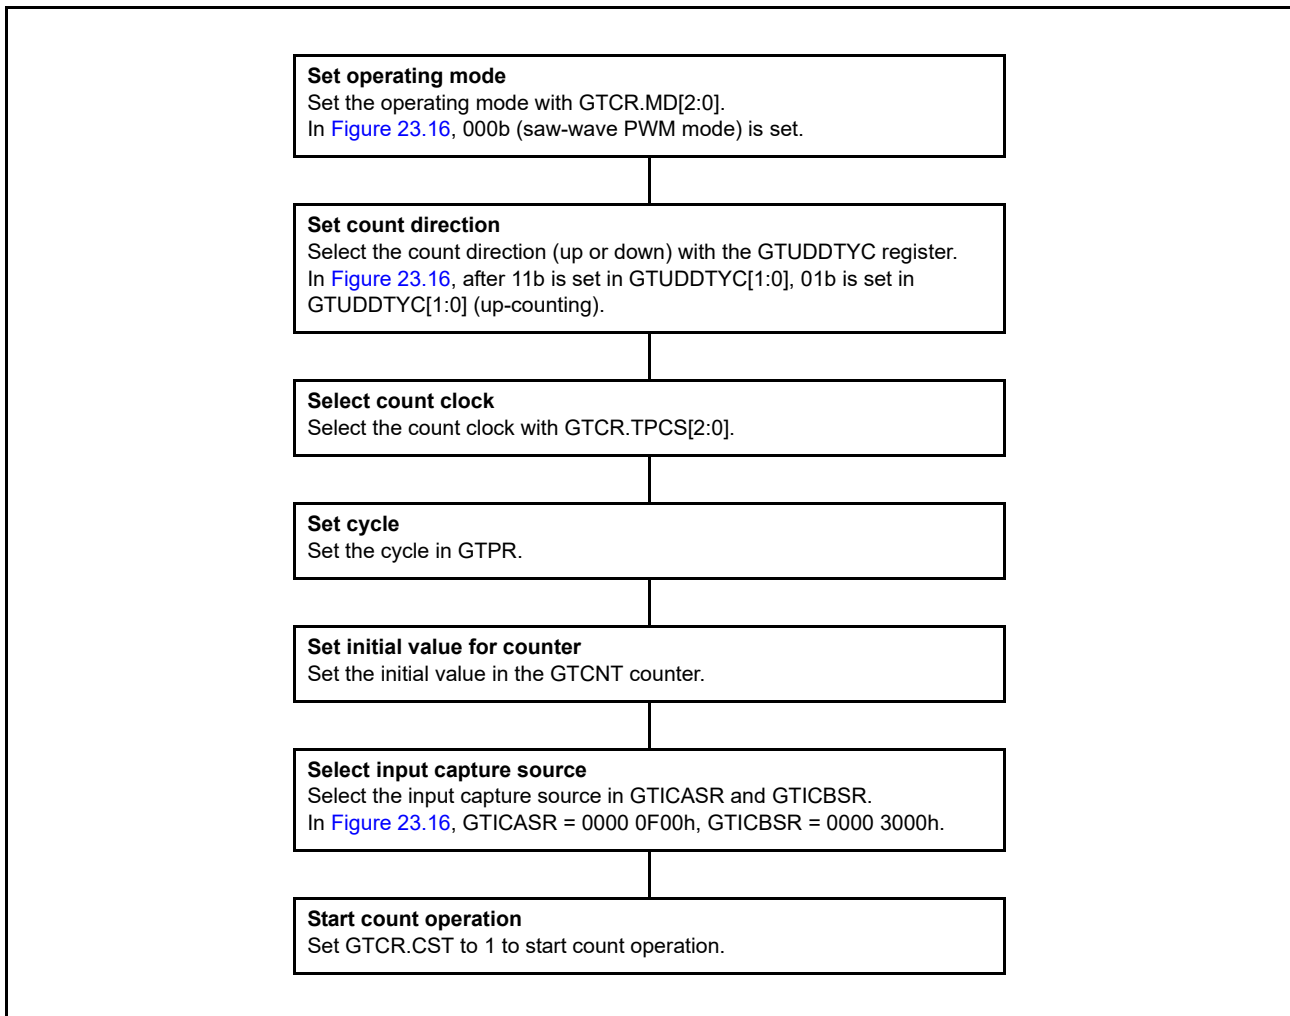 Set operating mode
Set the operating mode with GTCR.MD[2:0].
In Figure 23.16, 000b (saw-wave PWM mode) is set.
Set count direction
Select the count direction (up or down) with the GTUDDTYC register.
In Figure 23.16, after 11b is set in GTUDDTYC[1:0], 01b is set in
GTUDDTYC[1:0] (up-counting).
Select count clock
Select the count clock with GTCR.TPCS[2:0].
Set cycle
Set the cycle in GTPR.
Set initial value for counter
Set the initial value in the GTCNT counter.
Select input capture source
Select the input capture source in GTICASR and GTICBSR.
In Figure 23.16, GTICASR = 0000 0F00h, GTICBSR = 0000 3000h.
Start count operation
Set GTCR.CST to 1 to start count operation.